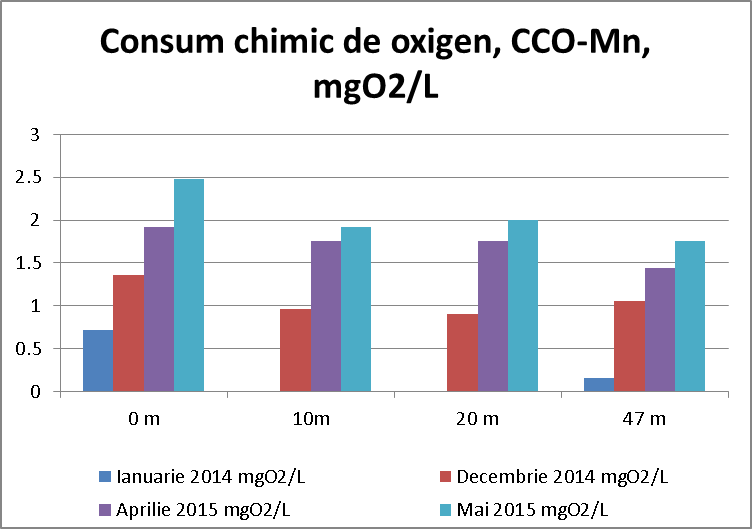 Consum chimic de oxigen, CCO-Mn,
mgO2/L
3
2.5
2
1.5
1
0.5
0
0 m 10m 20 m 47 m
Ianuarie 2014 mgO2/L Decembrie 2014 mgO2/L
Aprilie 2015 mgO2/L Mai 2015 mgO2/L